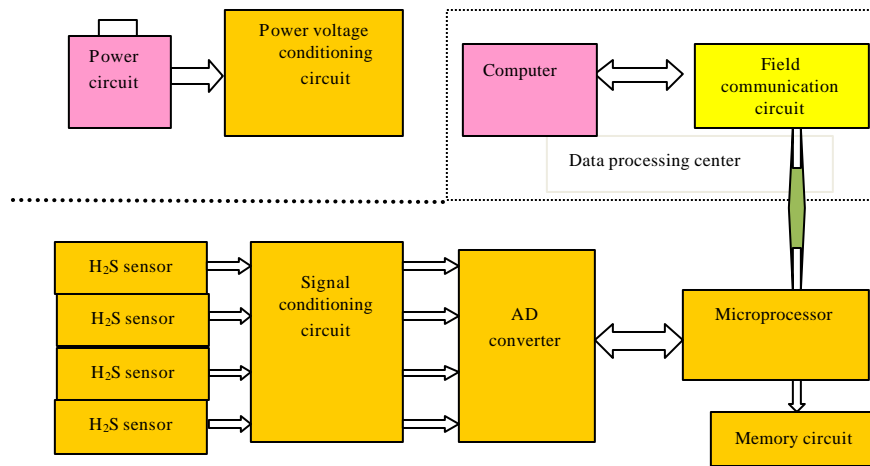 Power
circuit
Power voltage
conditioning
circuit
Computer
Field
communication
circuit
Data processing center
H₂S sensor
H₂S sensor
H₂S sensor
H₂S sensor
Signal
conditioning
circuit
AD
converter
Microprocessor
Memory circuit